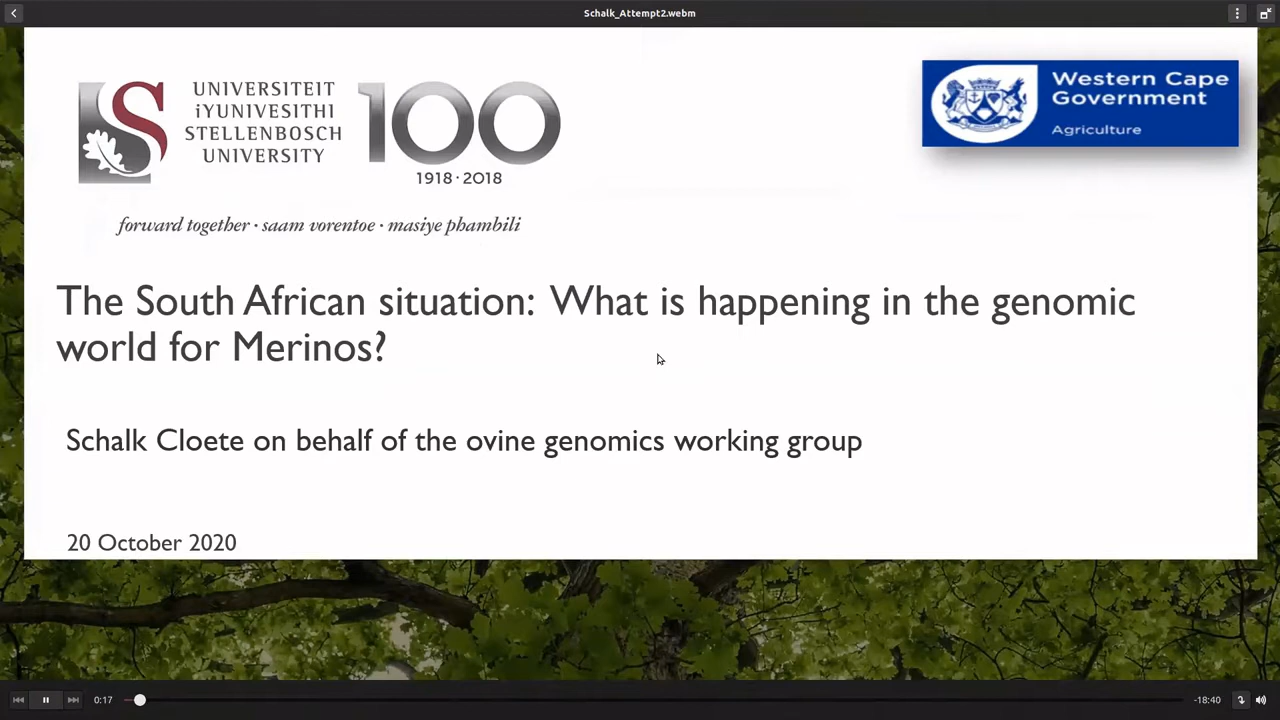 Schalk_Attempt2.webm
UNIVERSITEIT
iYUNIVESITHI
STELLENBOSCH
UNIVERSITY
100
1918·2018
forward together · saam vorentoe · masiye phambili
Western Cape
Government
Agriculture
The South African situation: What is happening in the genomic
world for Merinos?
Schalk Cloete on behalf of the ovine genomics working group
20 October 2020
0:17
-18:40